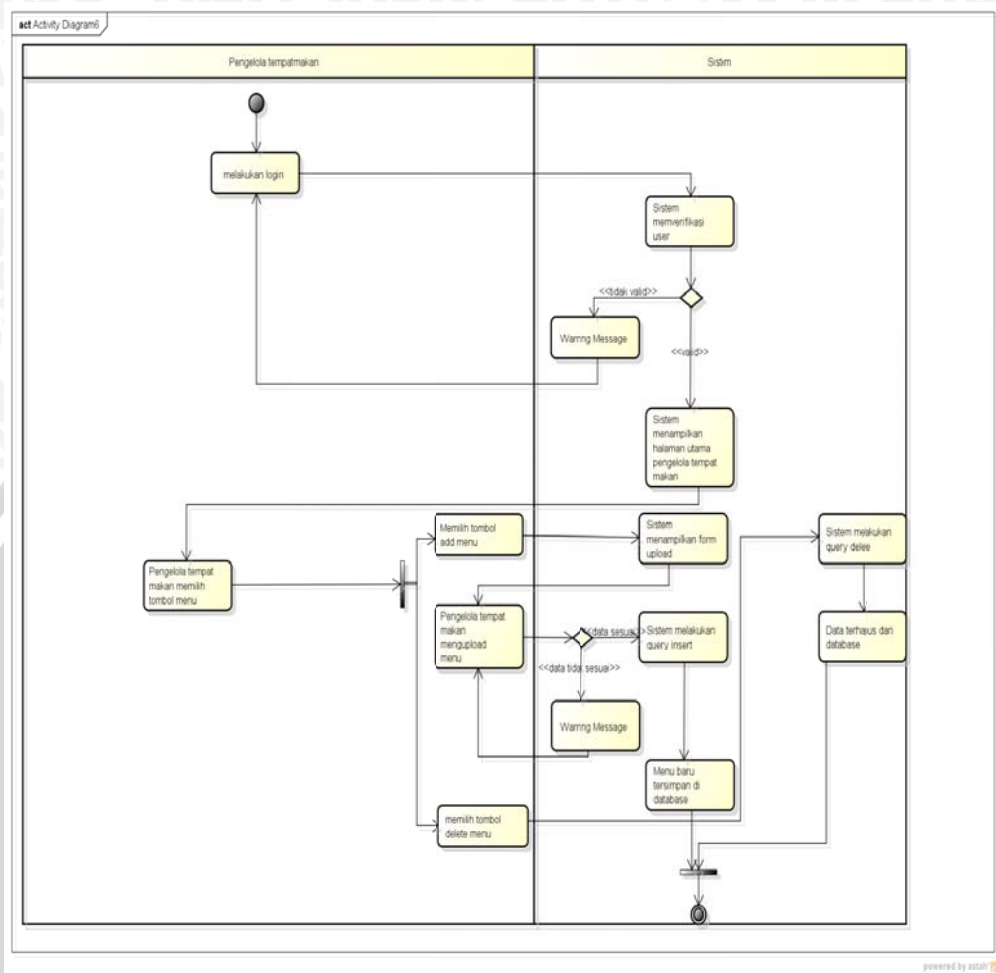 act Activity Diagram6
Pengelola tempatmakan
Sistim
melakukan login
Sistem
memverifikasi
user
<<tidak valid>>
Warning Message
<<valid>>
Sistem
menampilkan
halaman utama
pengelola tempat
makan
Memilih tombol
add menu
Sistem
menampilkan form
upload
Sistem melakukan
query delee
Pengelola tempat
makan memilih
tombol menu
Pengelola tempat
makan
mengupload
menu
<<data sesuai>>
Sistem melakukan
query insert
Data terhapus dari
database
<<data tidak sesuai>>
Warning Message
Menu baru
tersimpan di
database
memilih tombol
delete menu
powered by astah